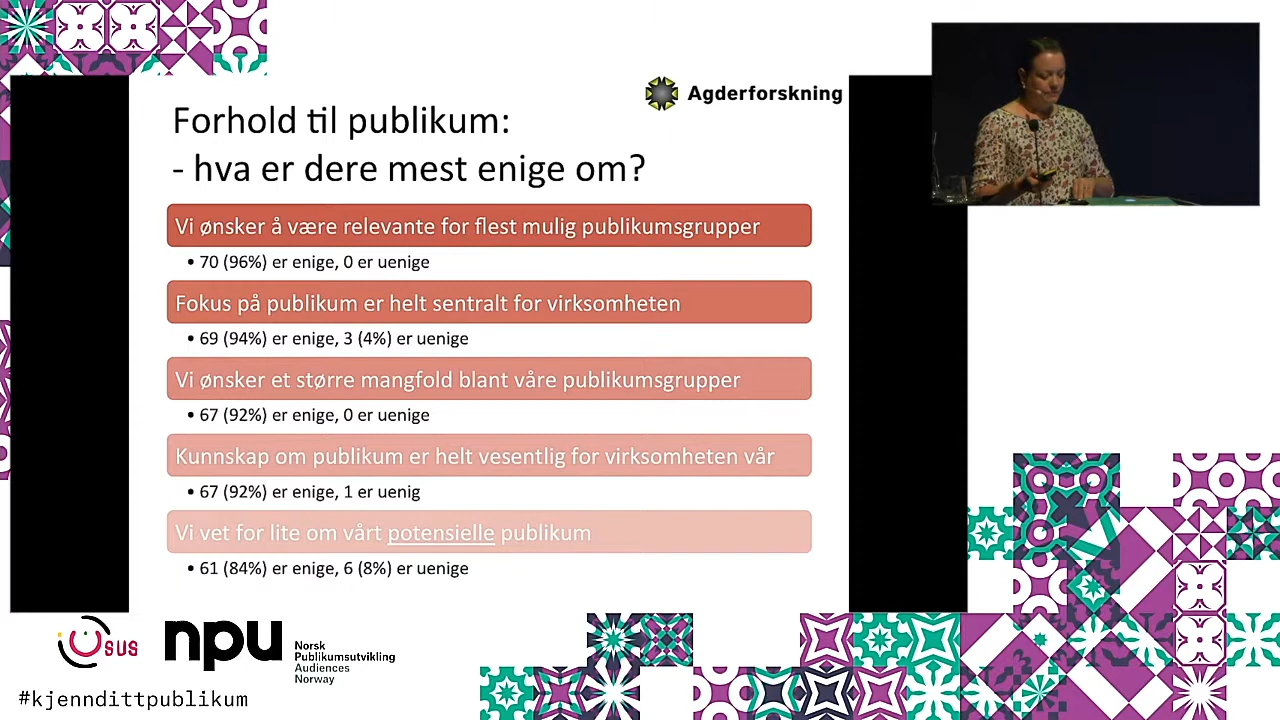 Agderforskning
Forhold til publikum:
- hva er dere mest enige om?
Vi ønsker å være relevante for flest mulig publikumsgrupper
• 70 (96%) er enige, 0 er uenige
Fokus på publikum er helt sentralt for virksomheten
• 69 (94%) er enige, 3 (4%) er uenige
Vi ønsker et større mangfold blant våre publikumsgrupper
• 67 (92%) er enige, 0 er uenige
Kunnskap om publikum er helt vesentlig for virksomheten vår
• 67 (92%) er enige, 1 er uenig
Vi vet for lite om vårt potensielle publikum
• 61 (84%) er enige, 6 (8%) er uenige
usus
npu
Norsk
Publikumsutvikling
Audiences
Norway
#kjenndittpublikum